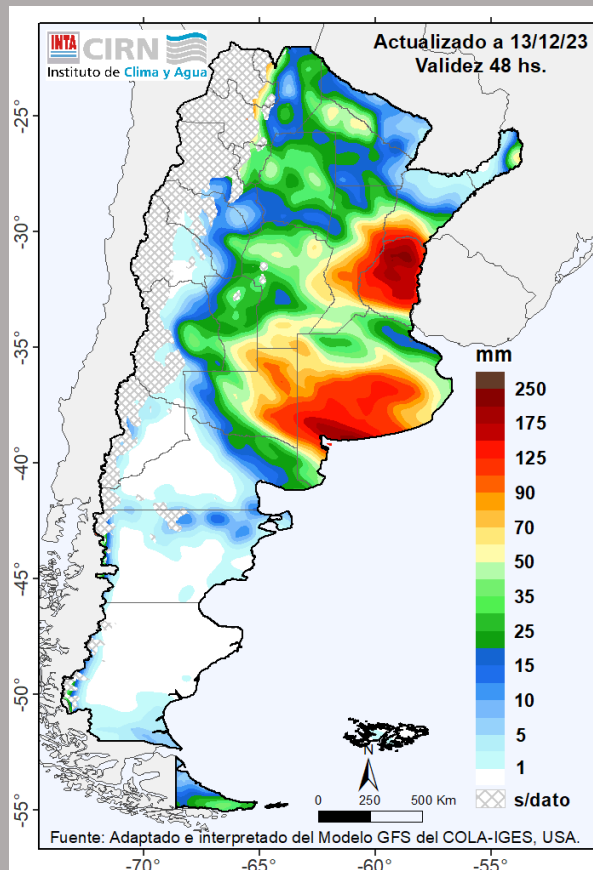 INTA
CIRN
Instituto de Clima y Agua
Actualizado a 13/12/23
Validez 48 hs.
-25°
-30°
-35°
-40°
-45°
-50°
-55°
mm
250
175
125
90
70
50
35
25
15
10
5
1
s/dato
N
0 250 500 Km
Fuente: Adaptado e interpretado del Modelo GFS del COLA-IGES, USA.
-70° -65° -60° -55°